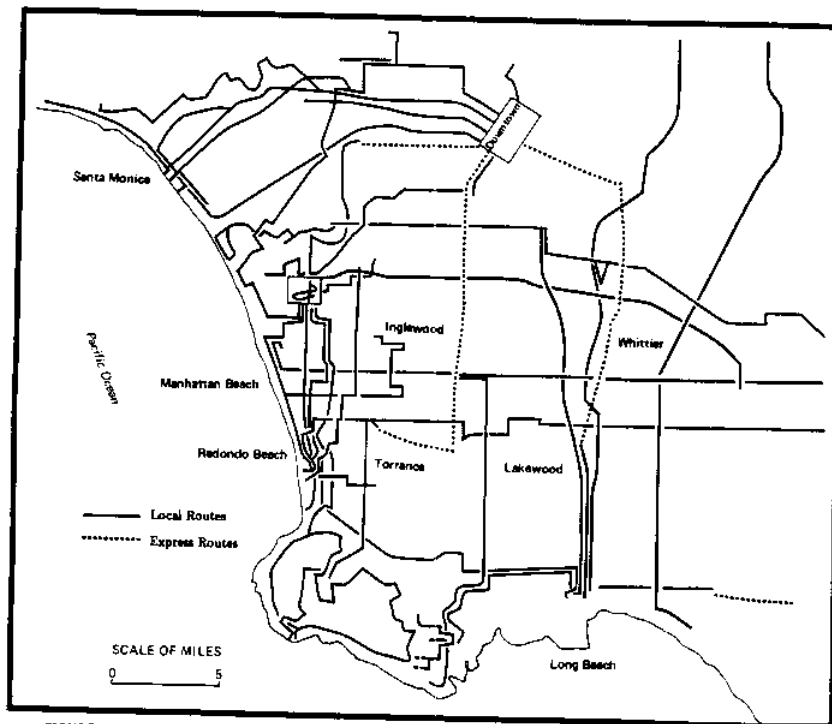 Downtown
Santa Monica
Pacific Ocean
Inglewood
Whittier
Manhattan Beach
Redondo Beach
Torrance
Lakewood
Local Routes
Express Routes
SCALE OF MILES
0 5
Long Beach